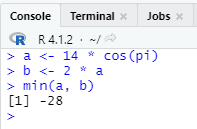 Console Terminal × Jobs ×
R 4.1.2 · ~/
> a <- 14 * cos(pi)
> b <- 2 * a
> min(a, b)
[1] -28
>